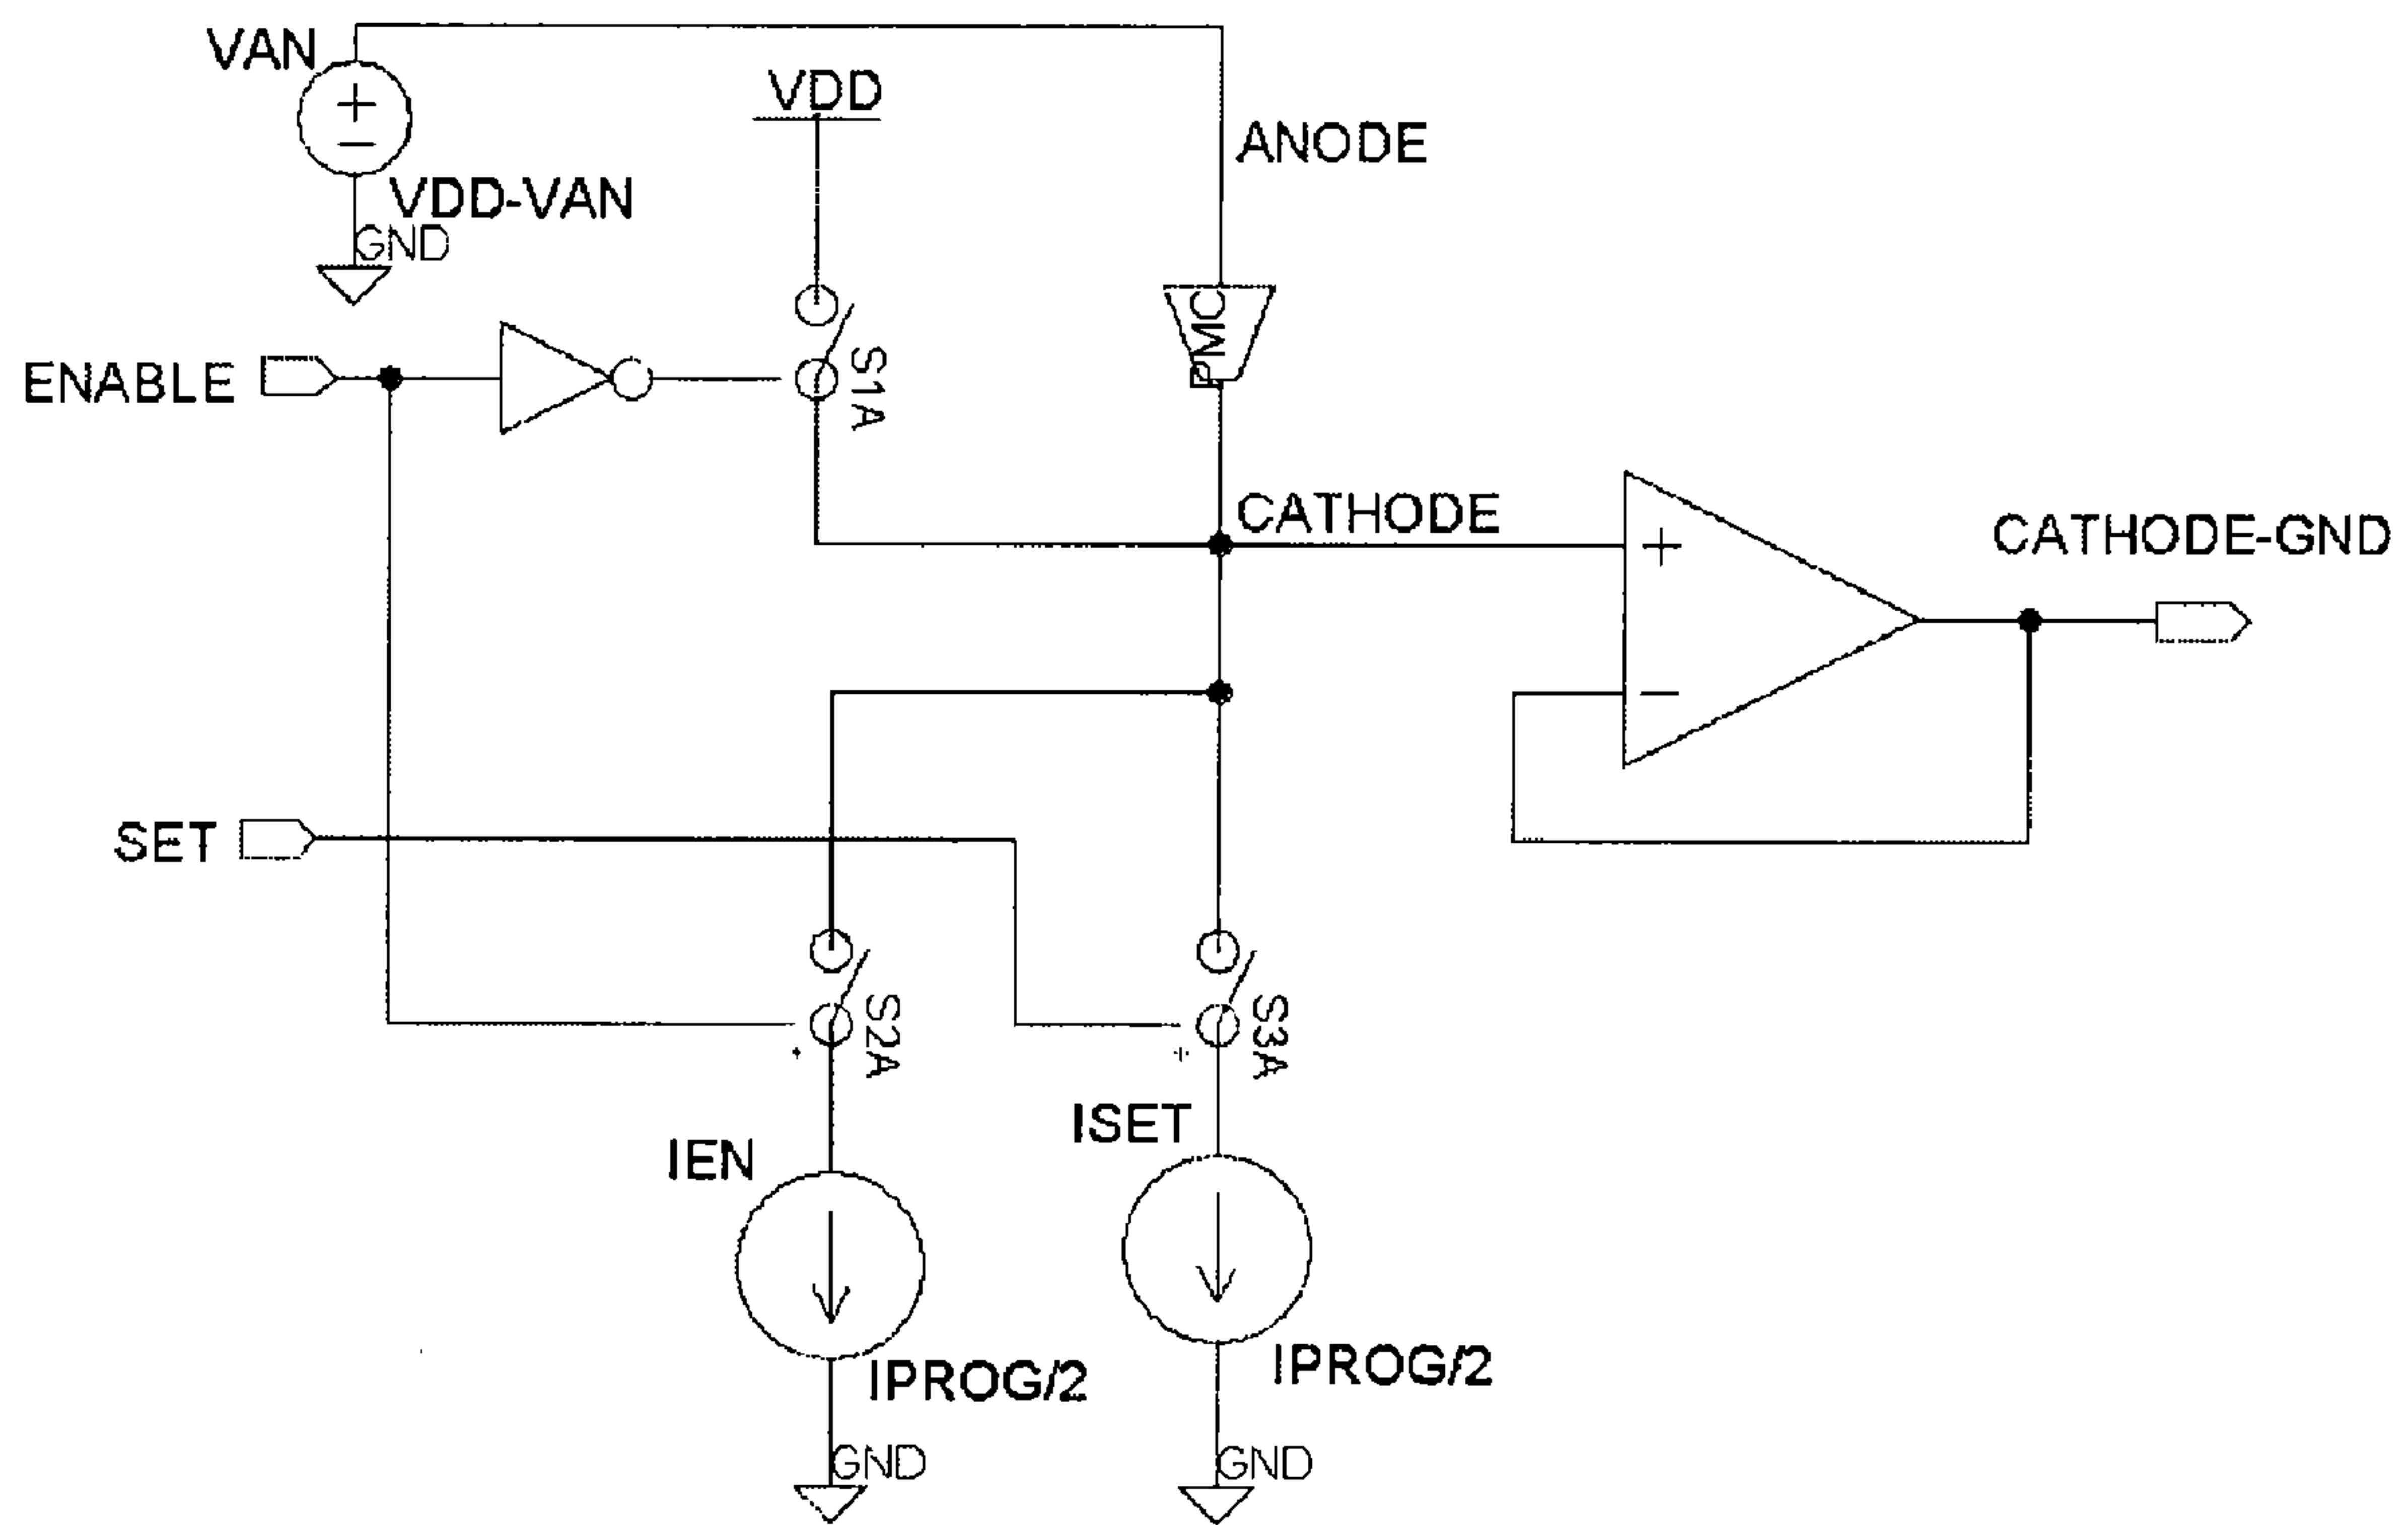 VAN
VDD
ANODE
VDD-VAN
GND
PMC
ENABLE
S1A
CATHODE
CATHODE-GND
SET
S2A
S3A
ISET
IEN
IPROG/2
IPROG/2
GND
GND